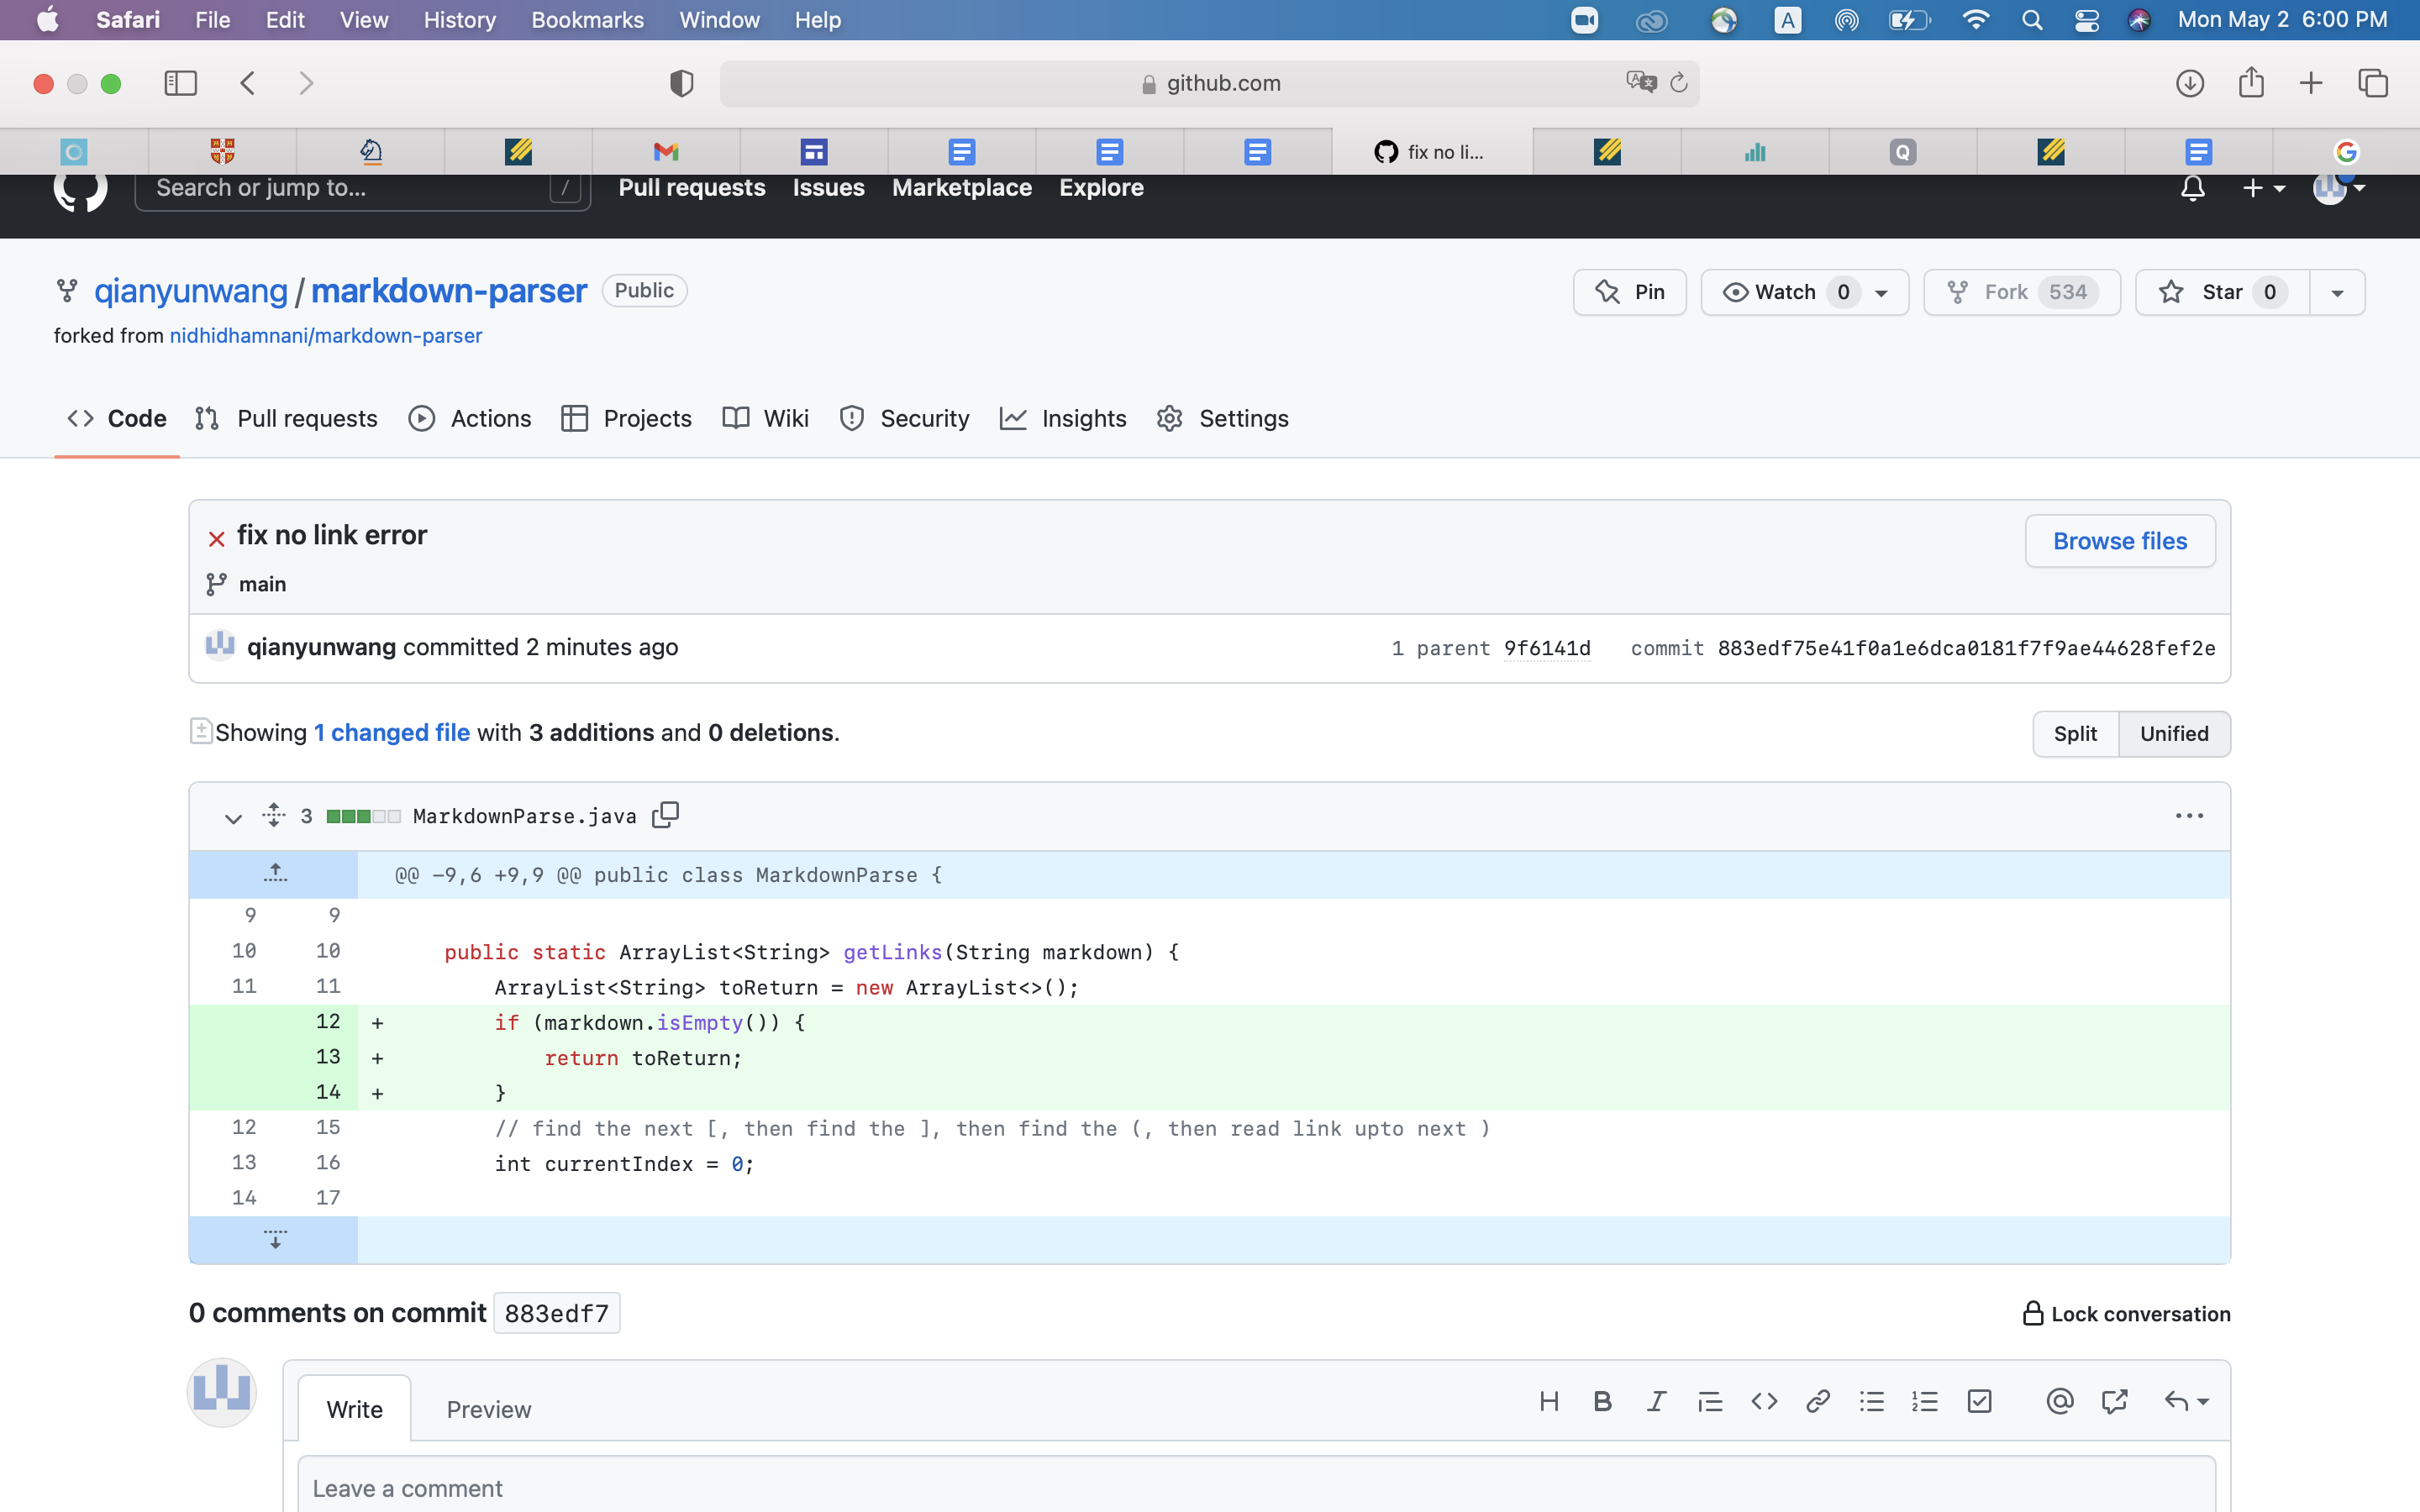 Safari File Edit View History Bookmarks Window Help A Mon May 2 6:00 PM
github.com
fix no li... Q
Search or jump to... / Pull requests Issues Marketplace Explore
qianyunwang / markdown-parser Public Pin Watch 0 Fork 534 Star 0
forked from nidhidhamnani/markdown-parser
Code Pull requests Actions Projects Wiki Security Insights Settings
fix no link error Browse files
main
qianyunwang committed 2 minutes ago 1 parent 9f6141d commit 883edf75e41f0a1e6dca0181f7f9ae44628fef2e
Showing 1 changed file with 3 additions and 0 deletions. Split Unified
3 MarkdownParse.java
@@ -9,6 +9,9 @@ public class MarkdownParse {
9 9
10 10 public static ArrayList<String> getLinks(String markdown) {
11 11 ArrayList<String> toReturn = new ArrayList<>();
12 + if (markdown.isEmpty()) {
13 + return toReturn;
14 + }
12 15 // find the next [, then find the ], then find the (, then read link upto next )
13 16 int currentIndex = 0;
14 17
0 comments on commit 883edf7 Lock conversation
Write Preview
Leave a comment